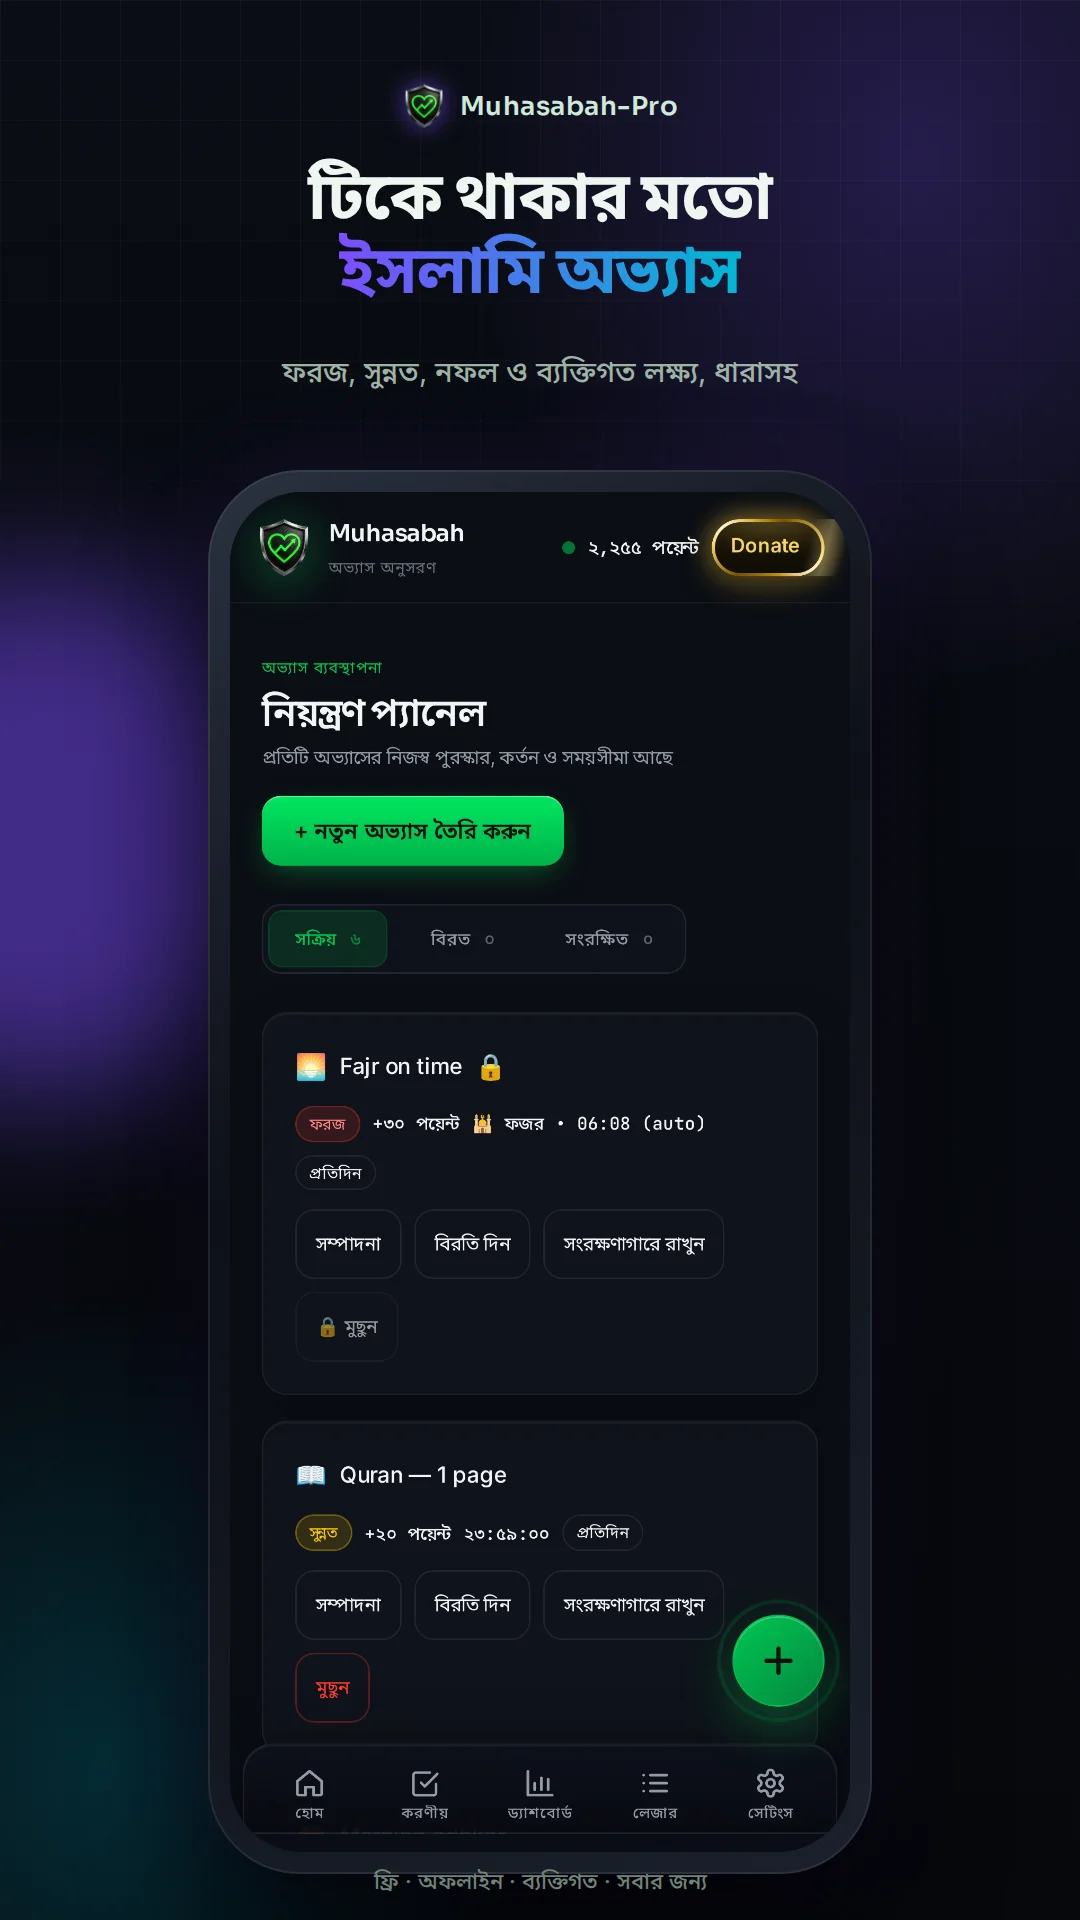 Muhasabah-Pro
টিকে থাকার মতো
ইসলামি অভ্যাস
ফরজ, সুন্নত, নফল ও ব্যক্তিগত লক্ষ্য, ধারাসহ
Muhasabah
অভ্যাস অনুসরণ
২,২৫৫ পয়েন্ট
Donate
অভ্যাস ব্যবস্থাপনা
নিয়ন্ত্রণ প্যানেল
প্রতিটি অভ্যাসের নিজস্ব পুরস্কার, কর্তন ও সময়সীমা আছে
+ নতুন অভ্যাস তৈরি করুন
সক্রিয় ৬ বিরত ০ সংরক্ষিত ০
Fajr on time
ফরজ +৩০ পয়েন্ট ফজর • 06:08 (auto)
প্রতিদিন
সম্পাদনা বিরতি দিন সংরক্ষণাগারে রাখুন
মুছুন
Quran — 1 page
সুন্নত +২০ পয়েন্ট ২৩:৫৯:০০ প্রতিদিন
সম্পাদনা বিরতি দিন সংরক্ষণাগারে রাখুন
মুছুন
হোম করণীয় ড্যাশবোর্ড লেজার সেটিংস
ফ্রি · অফলাইন · ব্যক্তিগত · সবার জন্য